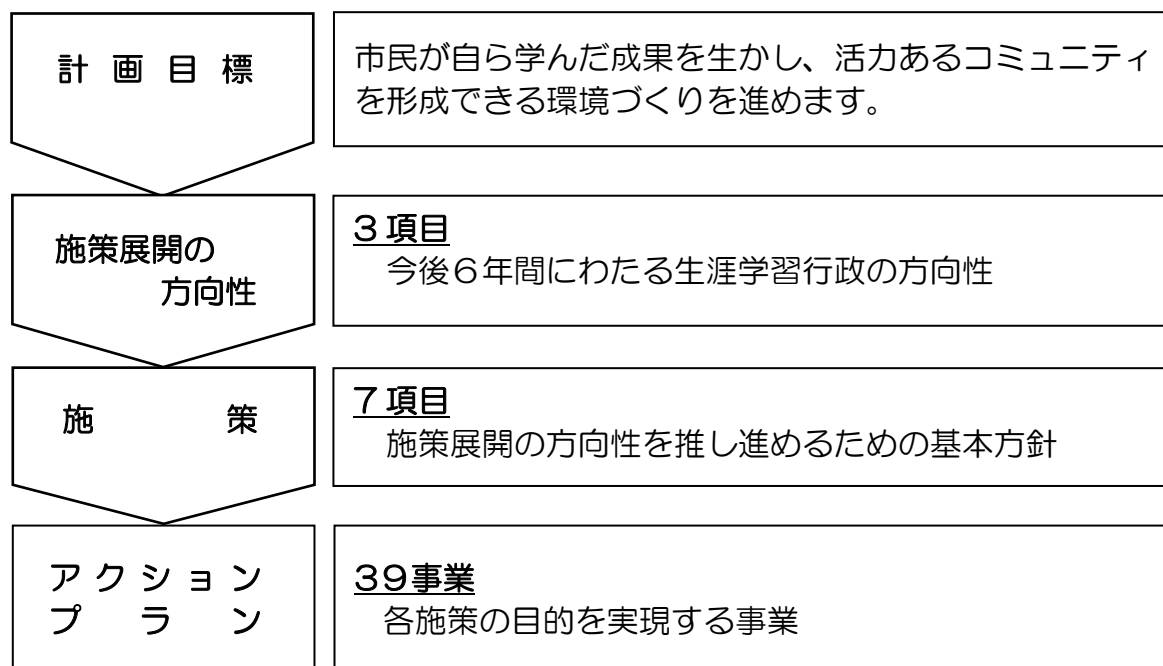 計画目標
市民が自ら学んだ成果を生かし、活力あるコミュニティ
を形成できる環境づくりを進めます。
施策展開の
方向性
３項目
今後６年間にわたる生涯学習行政の方向性
施策
７項目
施策展開の方向性を推し進めるための基本方針
アクション
プラン
３９事業
各施策の目的を実現する事業